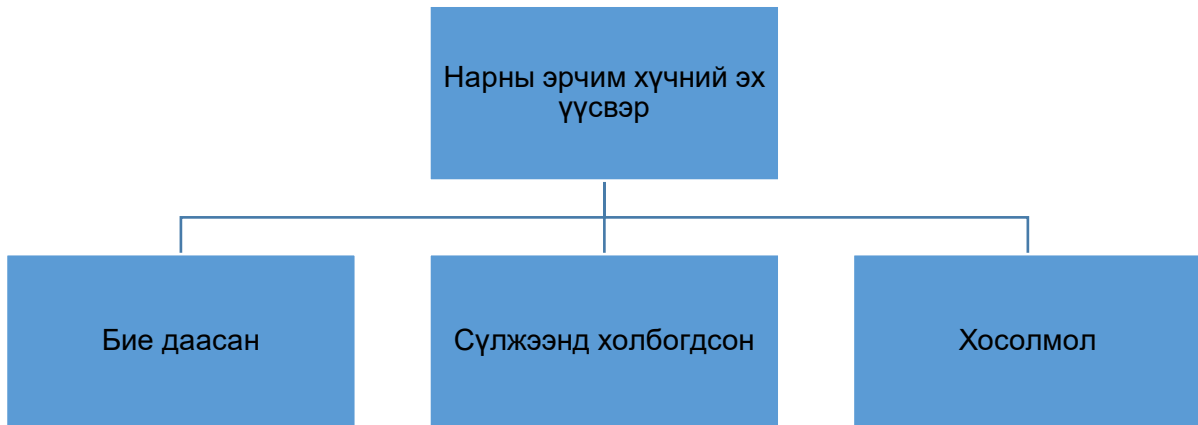 Нарны эрчим хүчний эх
үүсвэр
Бие даасан
Сүлжээнд холбогдсон
Хосолмол